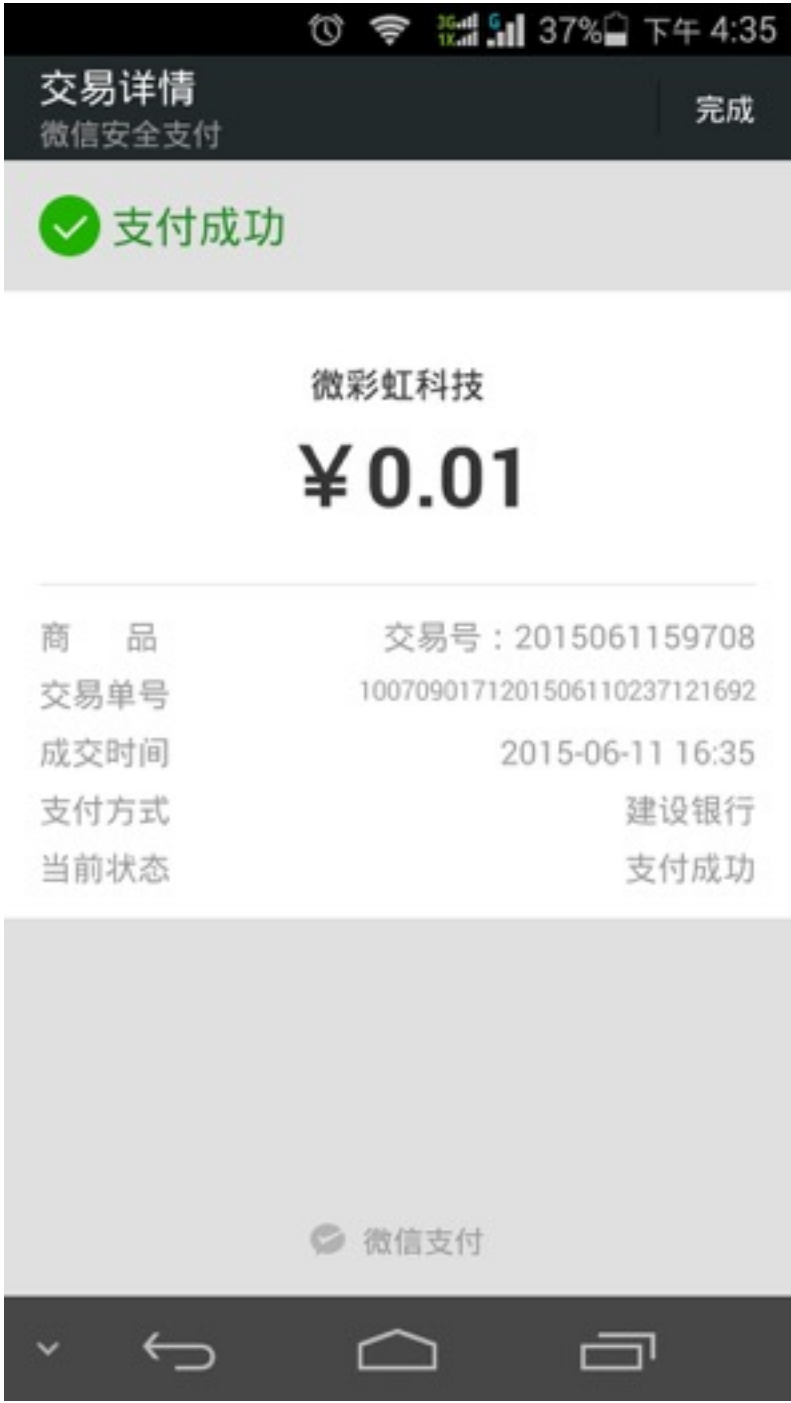 3G 1X G 37% 下午 4:35
交易详情
微信安全支付
完成
支付成功
微彩虹科技
¥0.01
商 品 交易号：2015061159708
交易单号 1007090171201506110237121692
成交时间 2015-06-11 16:35
支付方式 建设银行
当前状态 支付成功
微信支付